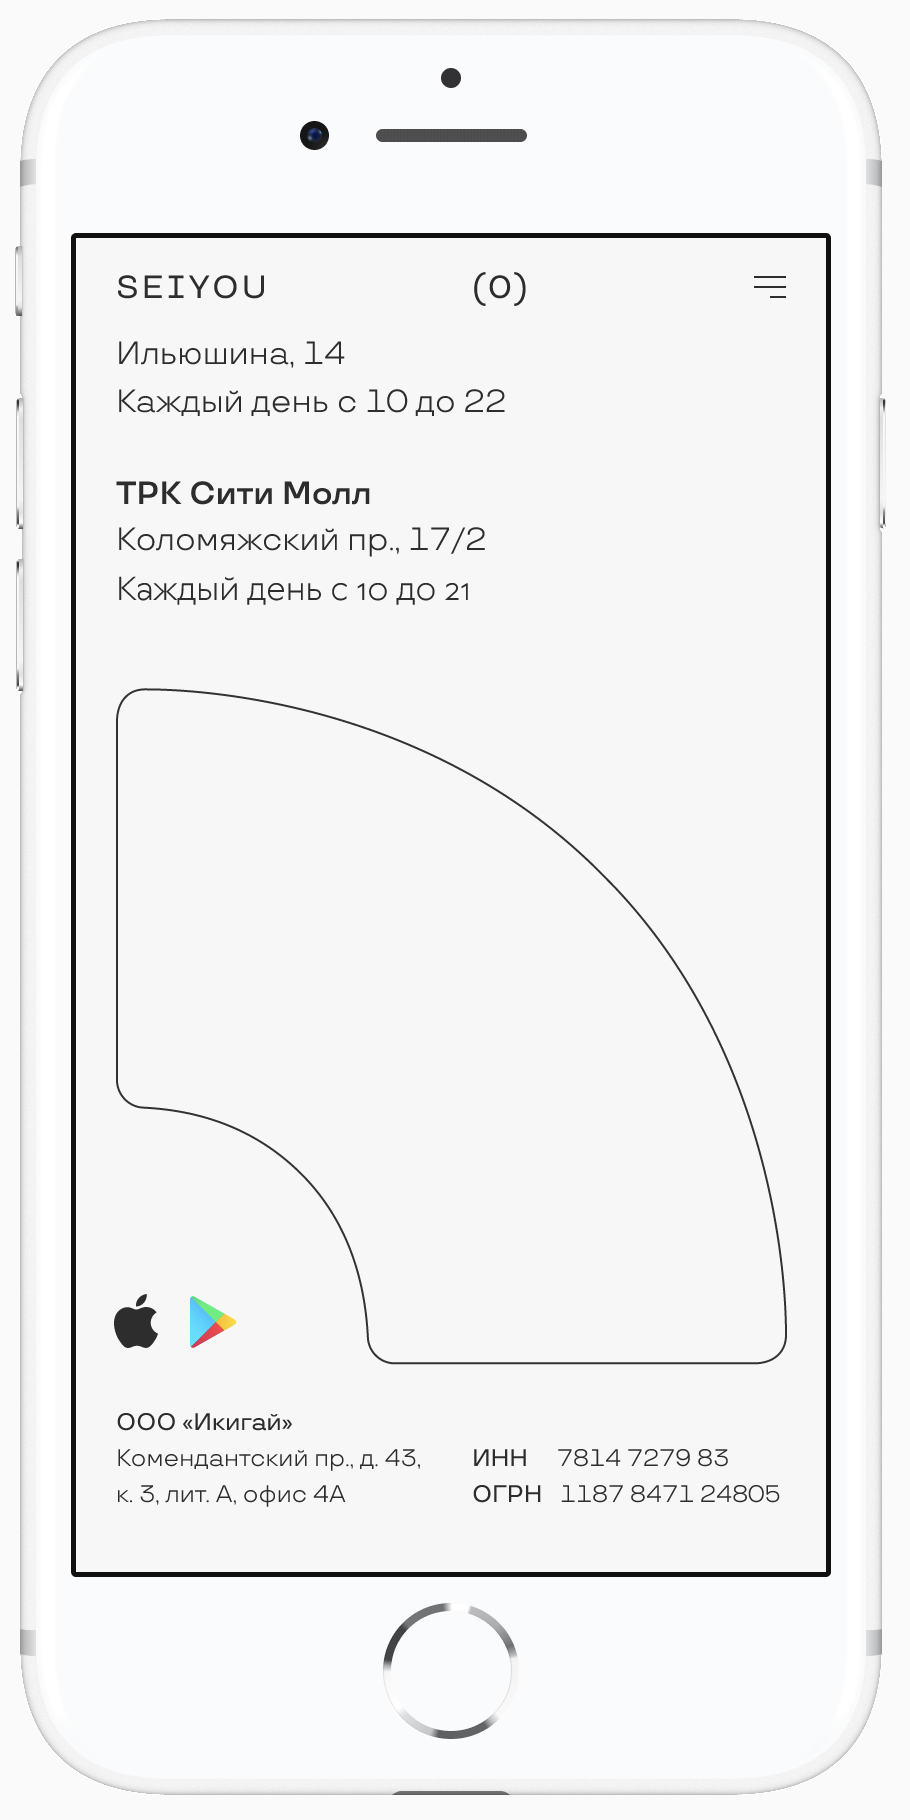 SEIYOU (0)
Ильюшина, 14
Каждый день с 10 до 22
ТРК Сити Молл
Коломяжский пр., 17/2
Каждый день с 10 до 21
ООО «Икигай»
Комендантский пр., д. 43,
к. 3, лит. А, офис 4А
ИНН 7814 7279 83
ОГРН 1187 8471 24805